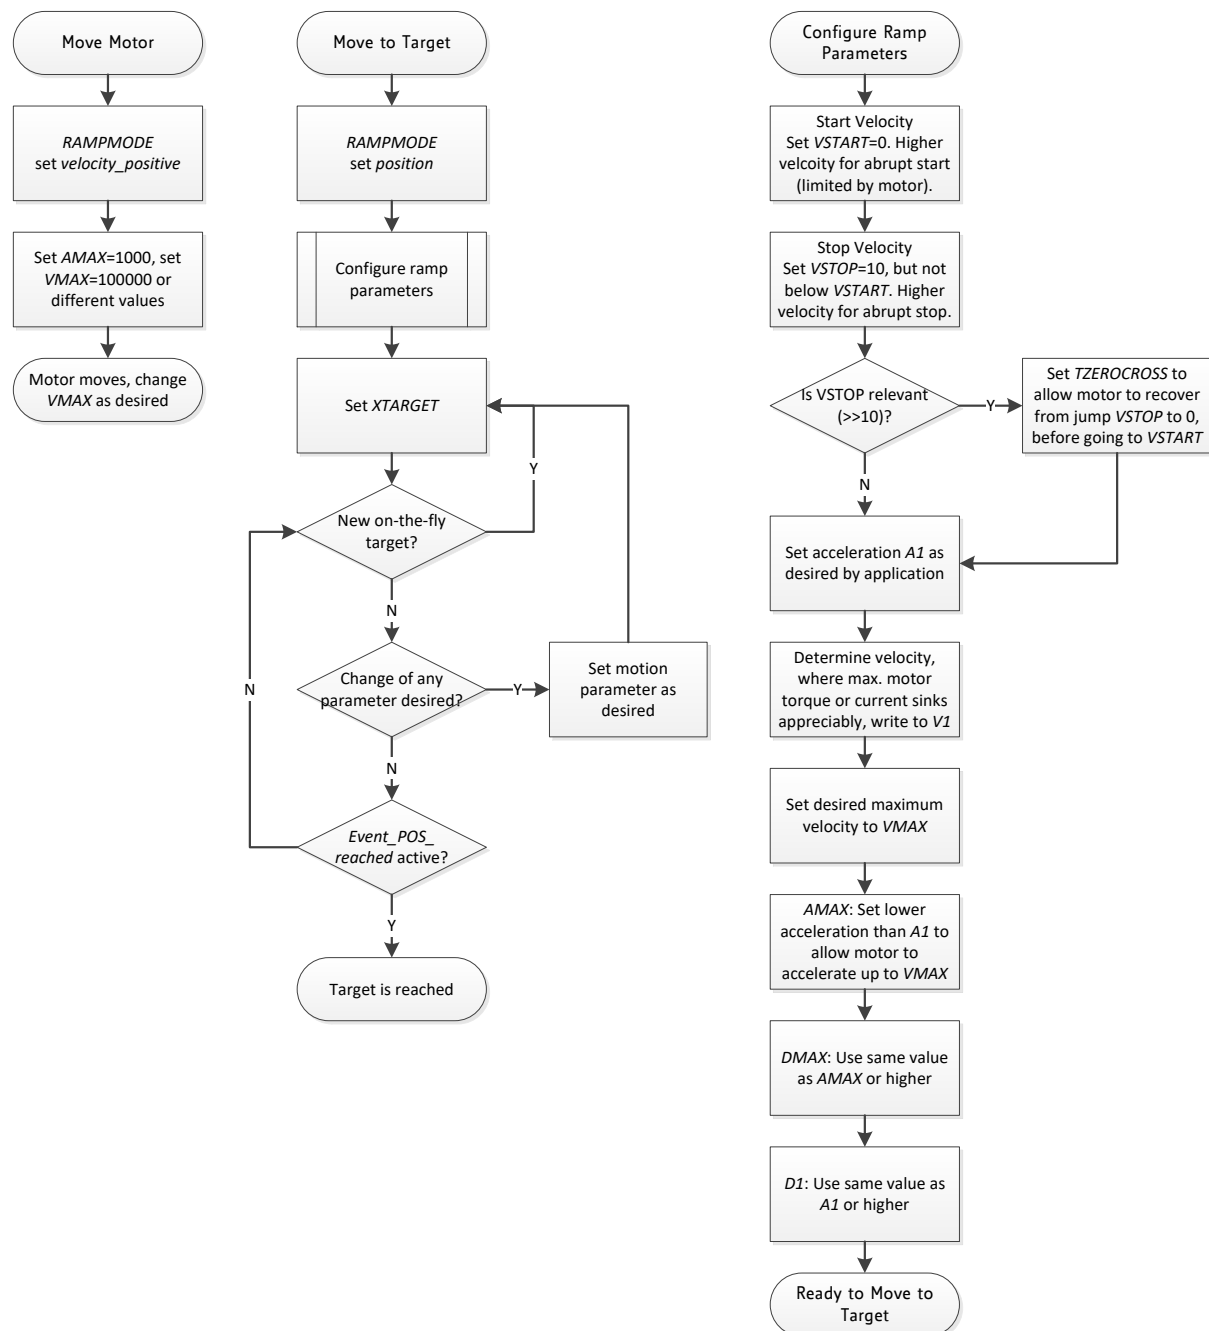 Move Motor
RAMPMODE
set velocity_positive
Set AMAX=1000, set
VMAX=100000 or
different values
Motor moves, change
VMAX as desired
Move to Target
RAMPMODE
set position
Configure ramp
parameters
Set XTARGET
Y
New on-the-fly
target?
N
N
Change of any
parameter desired?
Y
Set motion
parameter as
desired
N
Event_POS_
reached active?
Y
Target is reached
Configure Ramp
Parameters
Start Velocity
Set VSTART=0. Higher
velcoity for abrupt start
(limited by motor).
Stop Velocity
Set VSTOP=10, but not
below VSTART. Higher
velocity for abrupt stop.
Is VSTOP relevant
(>>10)?
Y
Set TZEROCROSS to
allow motor to recover
from jump VSTOP to 0,
before going to VSTART
N
Set acceleration A1 as
desired by application
Determine velocity,
where max. motor
torque or current sinks
appreciably, write to V1
Set desired maximum
velocity to VMAX
AMAX: Set lower
acceleration than A1 to
allow motor to
accelerate up to VMAX
DMAX: Use same value
as AMAX or higher
D1: Use same value as
A1 or higher
Ready to Move to
Target